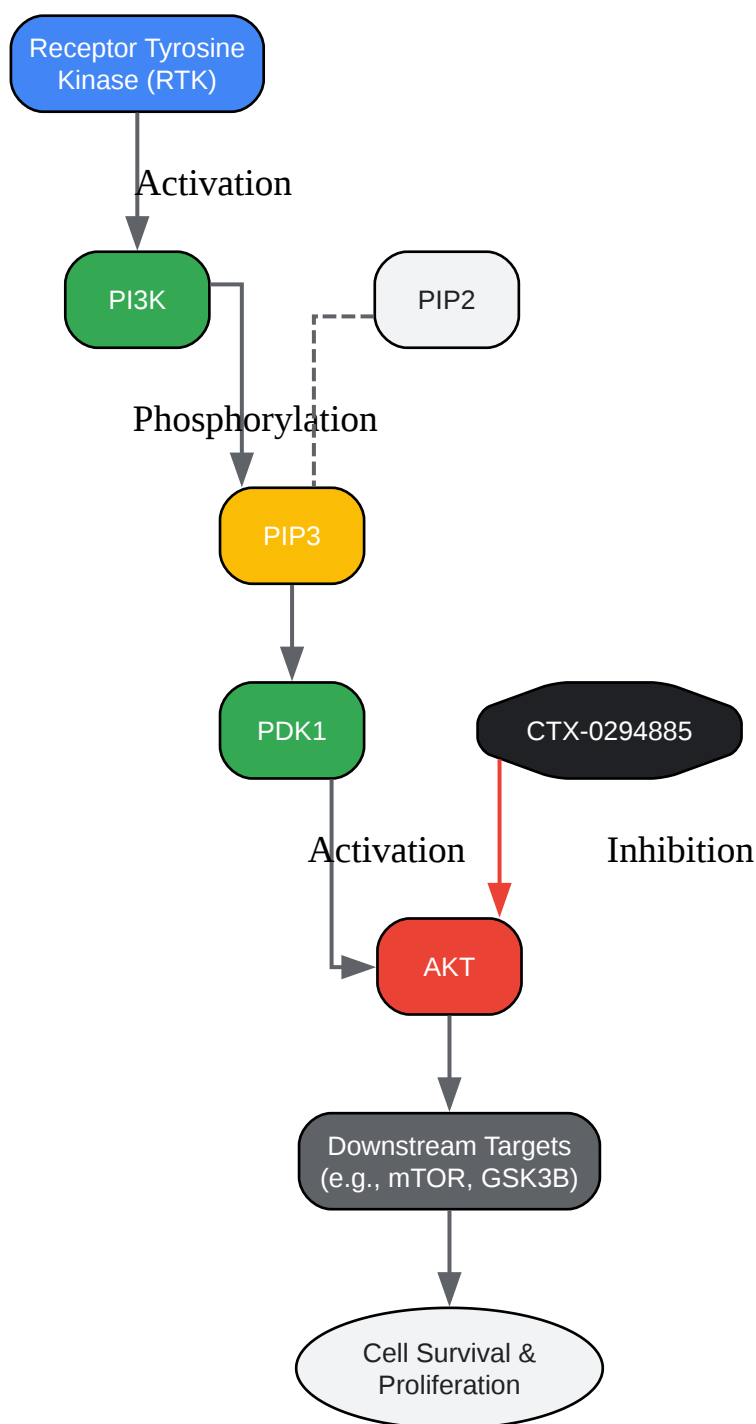 Receptor Tyrosine
Kinase (RTK)
Activation
PI3K
PIP2
Phosphorylation
PIP3
PDK1
CTX-0294885
Activation
Inhibition
AKT
Downstream Targets
(e.g., mTOR, GSK3B)
Cell Survival &
Proliferation